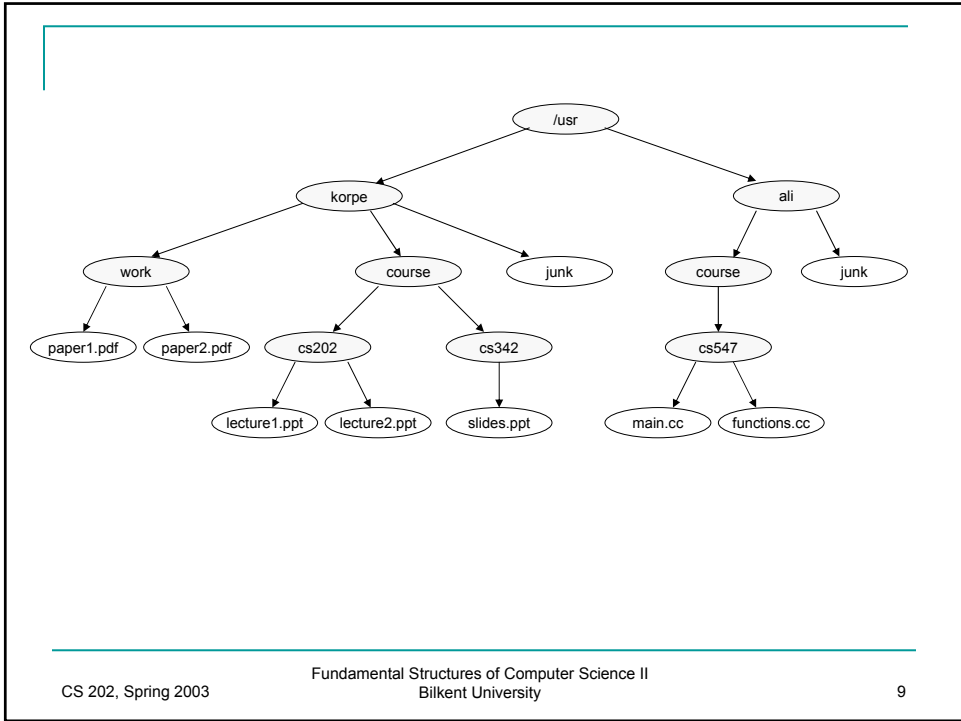 /usr
korpe
ali
work
course
junk
course
junk
paper1.pdf
paper2.pdf
cs202
cs342
cs547
lecture1.ppt
lecture2.ppt
slides.ppt
main.cc
functions.cc
CS 202, Spring 2003
Fundamental Structures of Computer Science II
Bilkent University
9